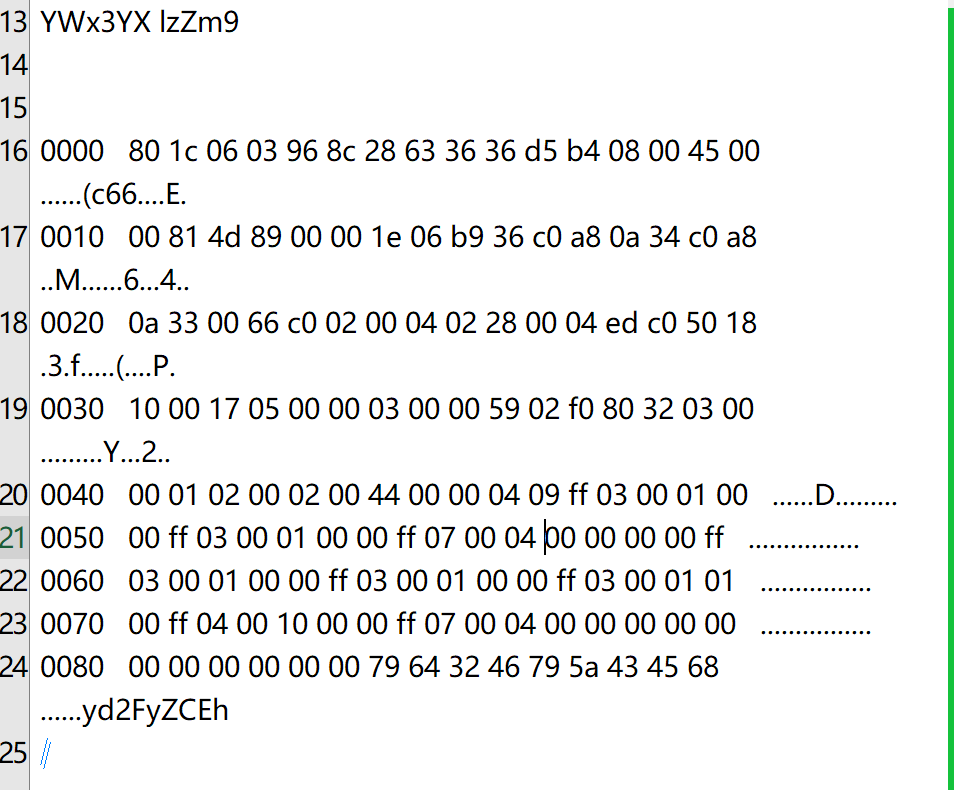 13 YWx3YX lzZm9
14
15
16 0000 80 1c 06 03 96 8c 28 63 36 36 d5 b4 08 00 45 00
......(c66....E.
17 0010 00 81 4d 89 00 00 1e 06 b9 36 c0 a8 0a 34 c0 a8
..M......6...4..
18 0020 0a 33 00 66 c0 02 00 04 02 28 00 04 ed c0 50 18
.3.f.....(....P.
19 0030 10 00 17 05 00 00 03 00 00 59 02 f0 80 32 03 00
.........Y...2..
20 0040 00 01 02 00 02 00 44 00 00 04 09 ff 03 00 01 00 ......D.........
21 0050 00 ff 03 00 01 00 00 ff 07 00 04 00 00 00 00 ff ................
22 0060 03 00 01 00 00 ff 03 00 01 00 00 ff 03 00 01 01 ................
23 0070 00 ff 04 00 10 00 00 ff 07 00 04 00 00 00 00 00 ................
24 0080 00 00 00 00 00 00 79 64 32 46 79 5a 43 45 68
......yd2FyZCEh
25 //